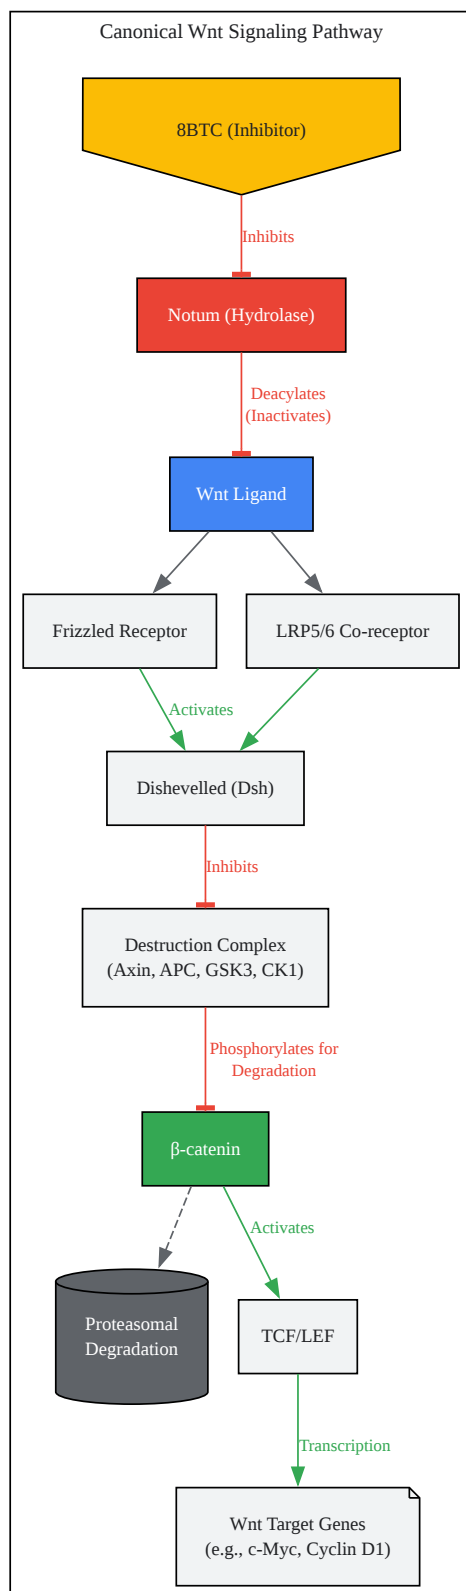 Canonical Wnt Signaling Pathway
8BTC (Inhibitor)
Inhibits
Notum (Hydrolase)
Deacylates
(Inactivates)
Wnt Ligand
Frizzled Receptor
LRP5/6 Co-receptor
Activates
Dishevelled (Dsh)
Inhibits
Destruction Complex
(Axin, APC, GSK3, CK1)
Phosphorylates for
Degradation
β-catenin
Activates
Proteasomal
Degradation
TCF/LEF
Transcription
Wnt Target Genes
(e.g., c-Myc, Cyclin D1)